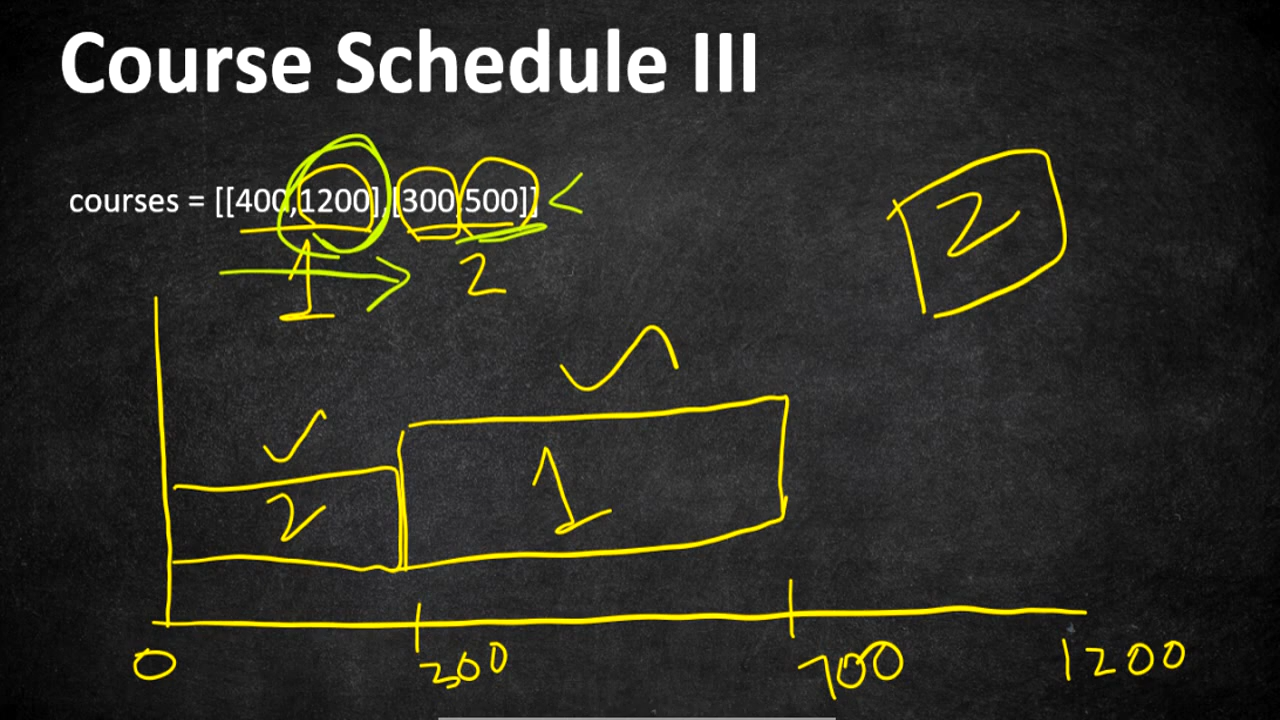 Course Schedule III
courses = [[400,1200],[300,500]] <
1 2
2
2 1
0 300 700 1200